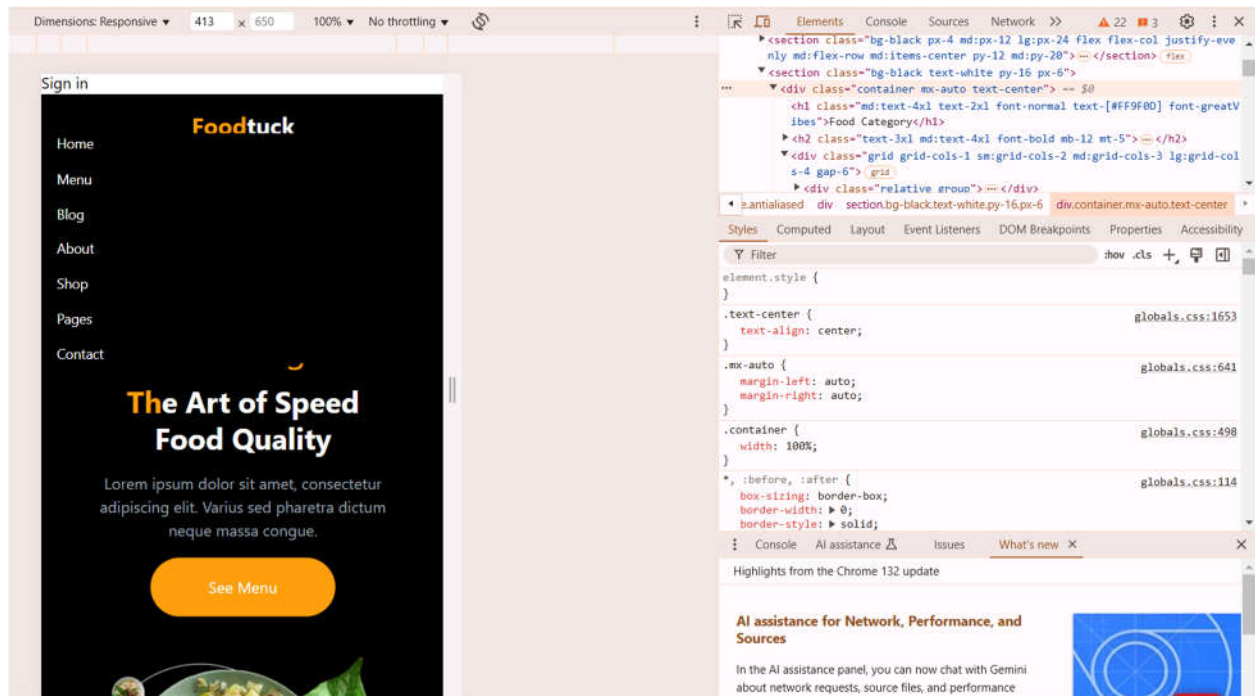 Dimensions: Responsive ▼ 413 x 650 100% ▼ No throttling ▼
Elements Console Sources Network >> 22 3
Sign in
Foodtuck
Home
Menu
Blog
About
Shop
Pages
Contact
The Art of Speed
Food Quality
Lorem ipsum dolor sit amet, consectetur
adipiscing elit. Varius sed pharetra dictum
neque massa congue.
See Menu
<section class="bg-black px-4 md:px-12 lg:px-24 flex flex-col justify-eve
nly md:flex-row md:items-center py-12 md:py-20"> … </section> flex
<section class="bg-black text-white py-16 px-6">
… <div class="container mx-auto text-center"> == $0
<h1 class="md:text-4xl text-2xl font-normal text-[#FF9F0D] font-greatV
ibes">Food Category</h1>
<h2 class="text-3xl md:text-4xl font-bold mb-12 mt-5"> … </h2>
<div class="grid grid-cols-1 sm:grid-cols-2 md:grid-cols-3 lg:grid-col
s-4 gap-6"> grid
<div class="relative group"> … </div>
e.antialiased div section.bg-black.text-white.py-16.px-6 div.container.mx-auto.text-center
Styles Computed Layout Event Listeners DOM Breakpoints Properties Accessibility
Filter :hov .cls +
element.style {
}
.text-center { globals.css:1653
text-align: center;
}
.mx-auto { globals.css:641
margin-left: auto;
margin-right: auto;
}
.container { globals.css:498
width: 100%;
}
*, :before, :after { globals.css:114
box-sizing: border-box;
border-width: ▶ 0;
border-style: ▶ solid;
Console AI assistance Issues What's new ×
Highlights from the Chrome 132 update
AI assistance for Network, Performance, and
Sources
In the AI assistance panel, you can now chat with Gemini
about network requests, source files, and performance